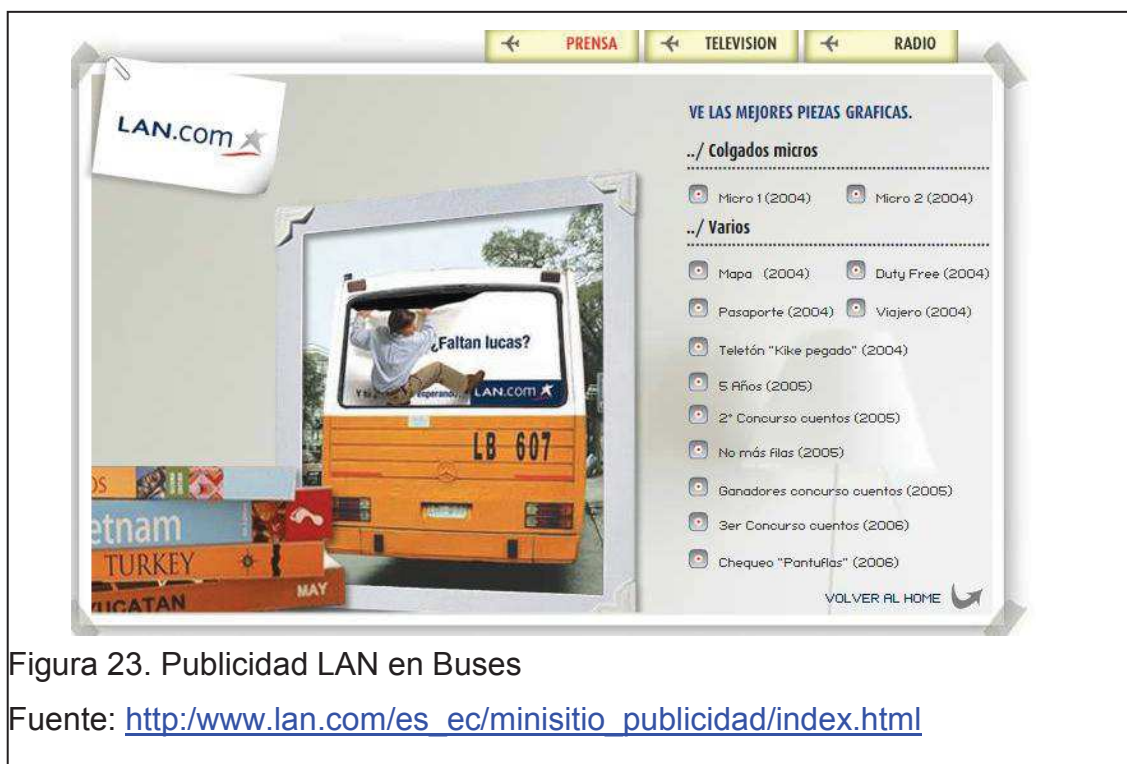 PRENSA TELEVISION RADIO
LAN.com
VE LAS MEJORES PIEZAS GRAFICAS.
../ Colgados micros
Micro 1 (2004) Micro 2 (2004)
../ Varios
Mapa (2004) Duty Free (2004)
Pasaporte (2004) Viajero (2004)
Teletón "Kike pegado" (2004)
5 Años (2005)
2° Concurso cuentos (2005)
No más filas (2005)
Ganadores concurso cuentos (2005)
3er Concurso cuentos (2006)
Chequeo "Pantuflas" (2006)
VOLVER AL HOME
¿Faltan lucas?
Y tu esperando
LAN.com
LB 607
OS
etnam
TURKEY
YUCATAN MAY
Figura 23. Publicidad LAN en Buses
Fuente: http:/www.lan.com/es_ec/minisitio_publicidad/index.html